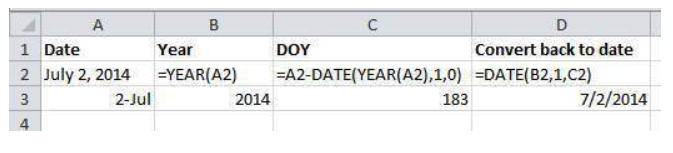 A B C D
1 Date Year DOY Convert back to date
2 July 2, 2014 =YEAR(A2) =A2-DATE(YEAR(A2),1,0) =DATE(B2,1,C2)
3 2-Jul 2014 183 7/2/2014
4